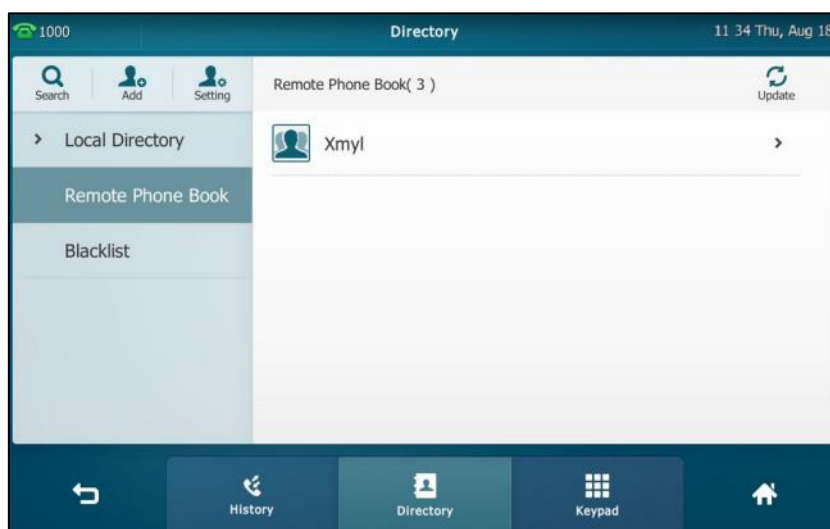 1000
Directory
11 34 Thu, Aug 18
Search
Add
Setting
Remote Phone Book( 3 )
Update
Local Directory
Xmyl
Remote Phone Book
Blacklist
History
Directory
Keypad